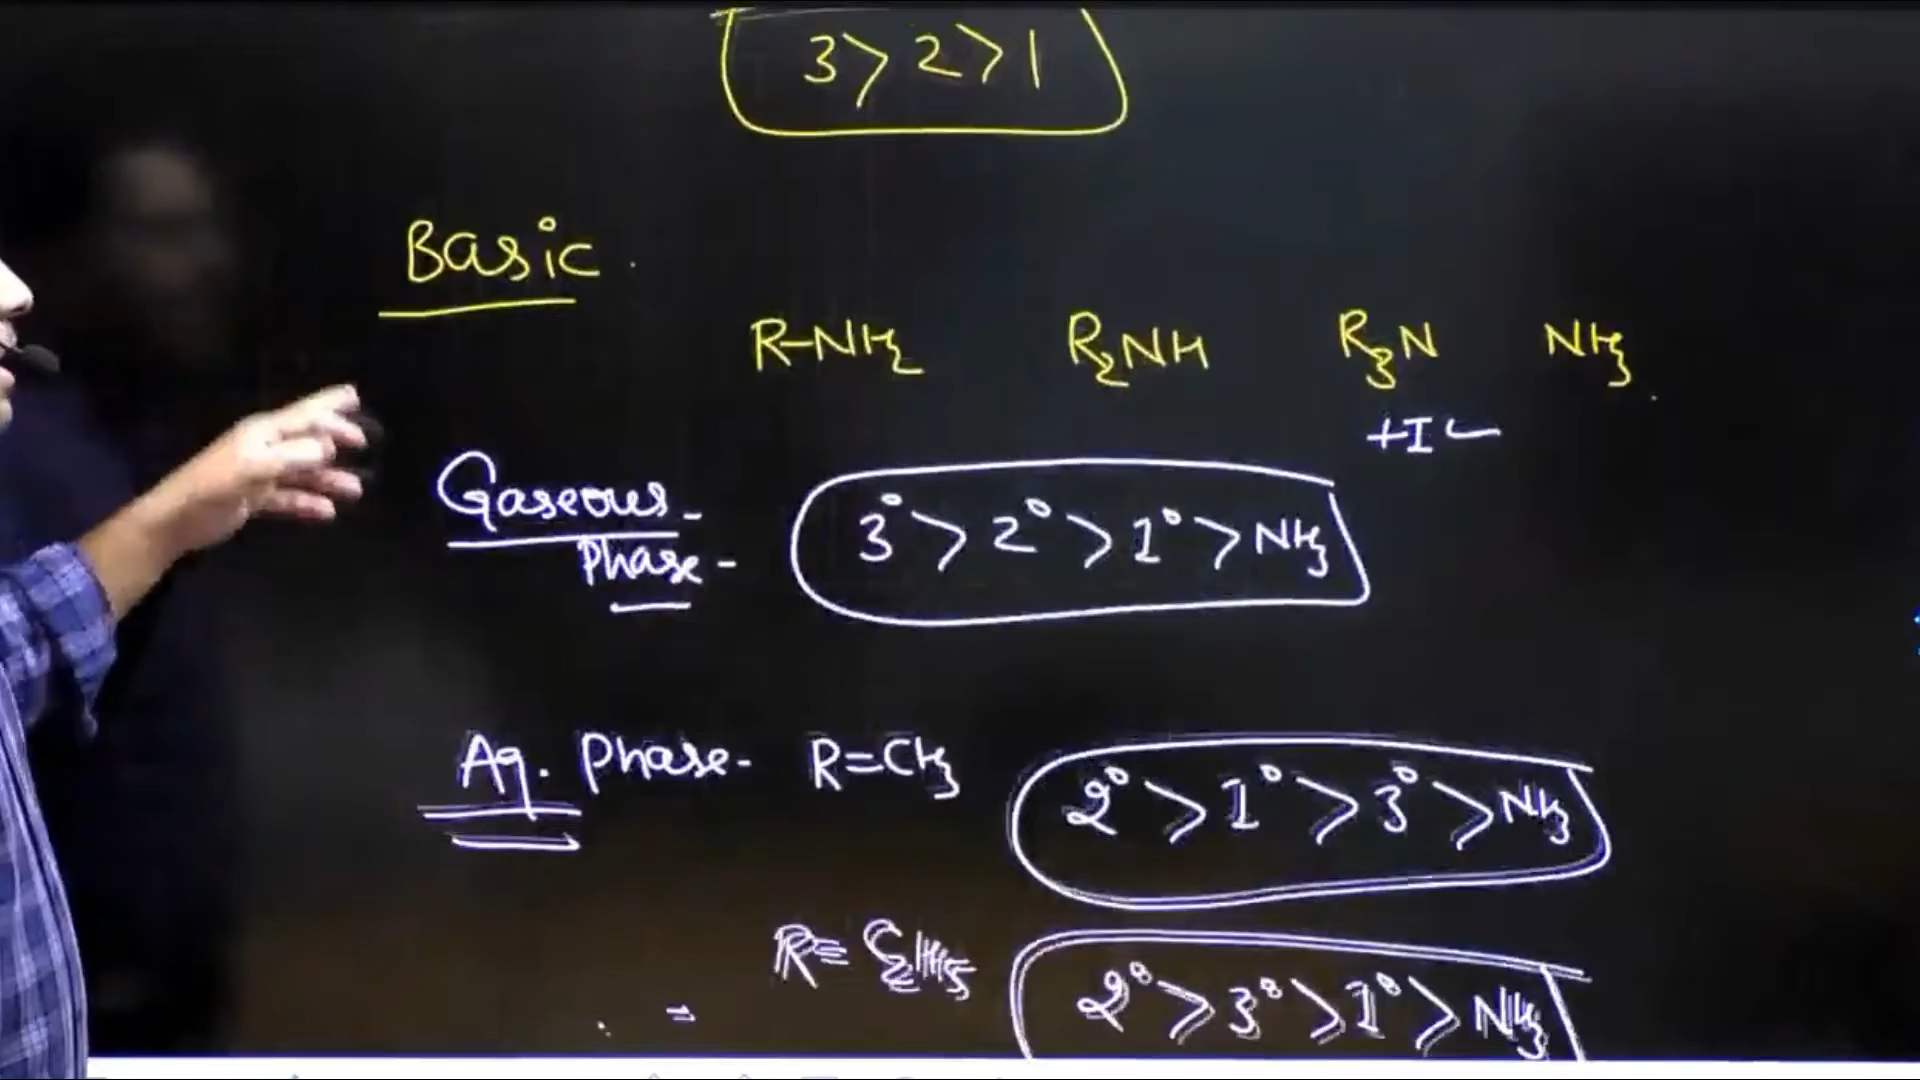 3 > 2 > 1
Basic
R-NH₂ R₂NH R₃N NH₃
+I
Gaseous - Phase - 3° > 2° > 1° > NH₃
Aq. Phase - R=CH₃ 2° > 1° > 3° > NH₃
R= C₂H₅ 2° > 3° > 1° > NH₃